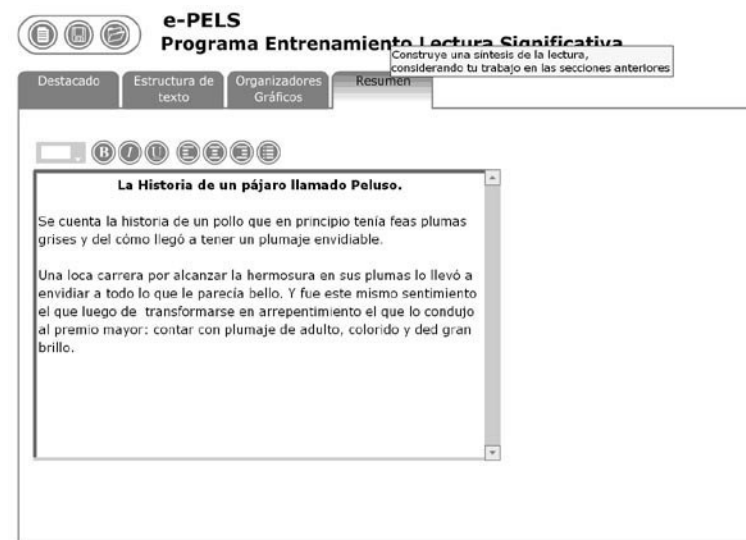 e-PELS
Programa Entrenamiento Lectura Significativa
Construye una síntesis de la lectura,
considerando tu trabajo en las secciones anteriores
Destacado
Estructura de
texto
Organizadores
Gráficos
Resumen
B I U
La Historia de un pájaro llamado Peluso.
Se cuenta la historia de un pollo que en principio tenía feas plumas
grises y del cómo llegó a tener un plumaje envidiable.
Una loca carrera por alcanzar la hermosura en sus plumas lo llevó a
envidiar a todo lo que le parecía bello. Y fue este mismo sentimiento
el que luego de transformarse en arrepentimiento el que lo condujo
al premio mayor: contar con plumaje de adulto, colorido y ded gran
brillo.